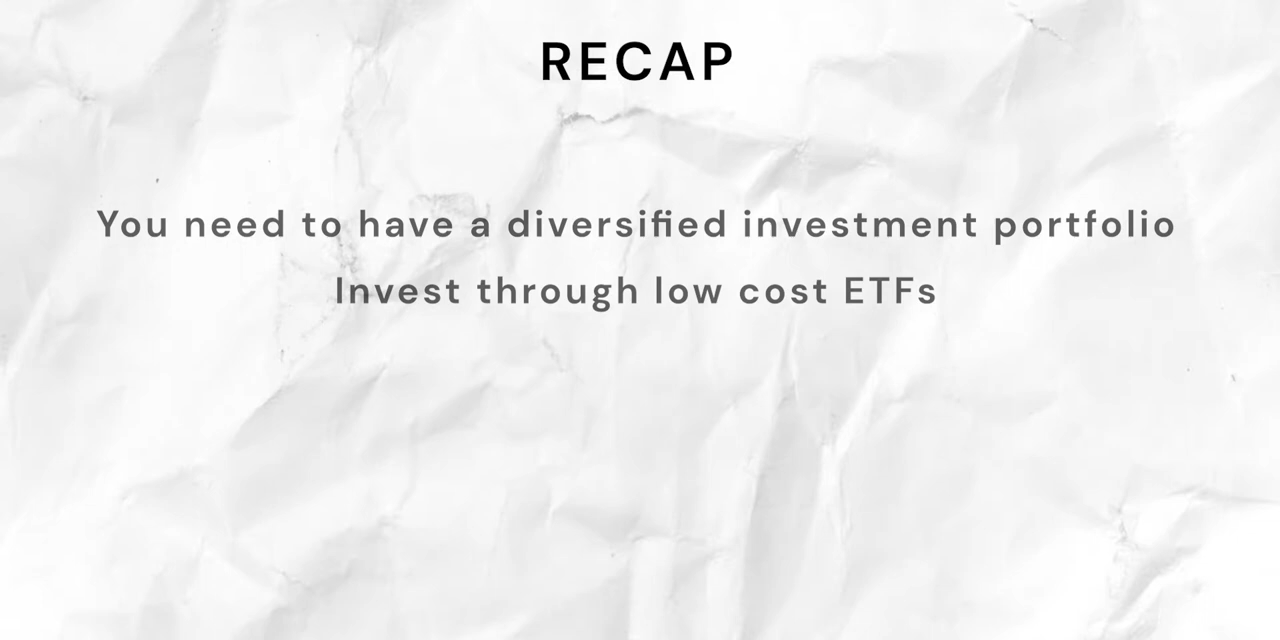 RECAP
You need to have a diversified investment portfolio
Invest through low cost ETFs